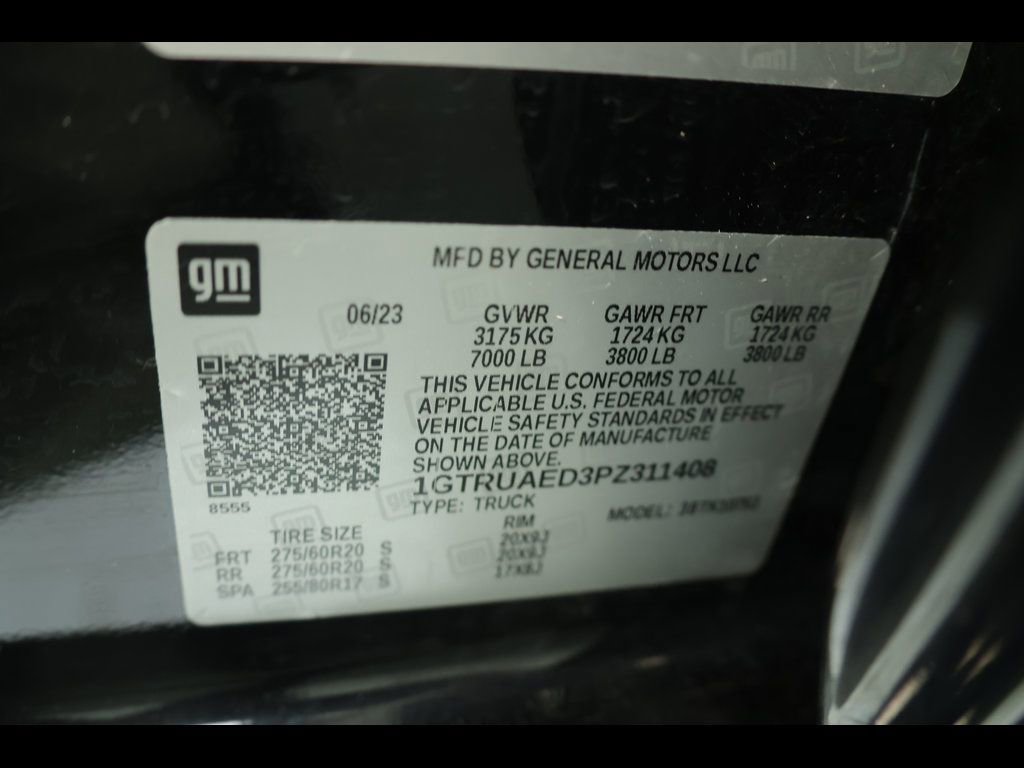 gm
MFD BY GENERAL MOTORS LLC
06/23 GVWR GAWR FRT GAWR RR
3175 KG 1724 KG 1724 KG
7000 LB 3800 LB 3800 LB
THIS VEHICLE CONFORMS TO ALL
APPLICABLE U.S. FEDERAL MOTOR
VEHICLE SAFETY STANDARDS IN EFFECT
ON THE DATE OF MANUFACTURE
SHOWN ABOVE.
1GTRUAED3PZ311408
8555
TYPE: TRUCK MODEL:
TIRE SIZE RIM
FRT 275/60R20 S 20X9J
RR 275/60R20 S 20X9J
SPA 255/80R17 S 17X8J